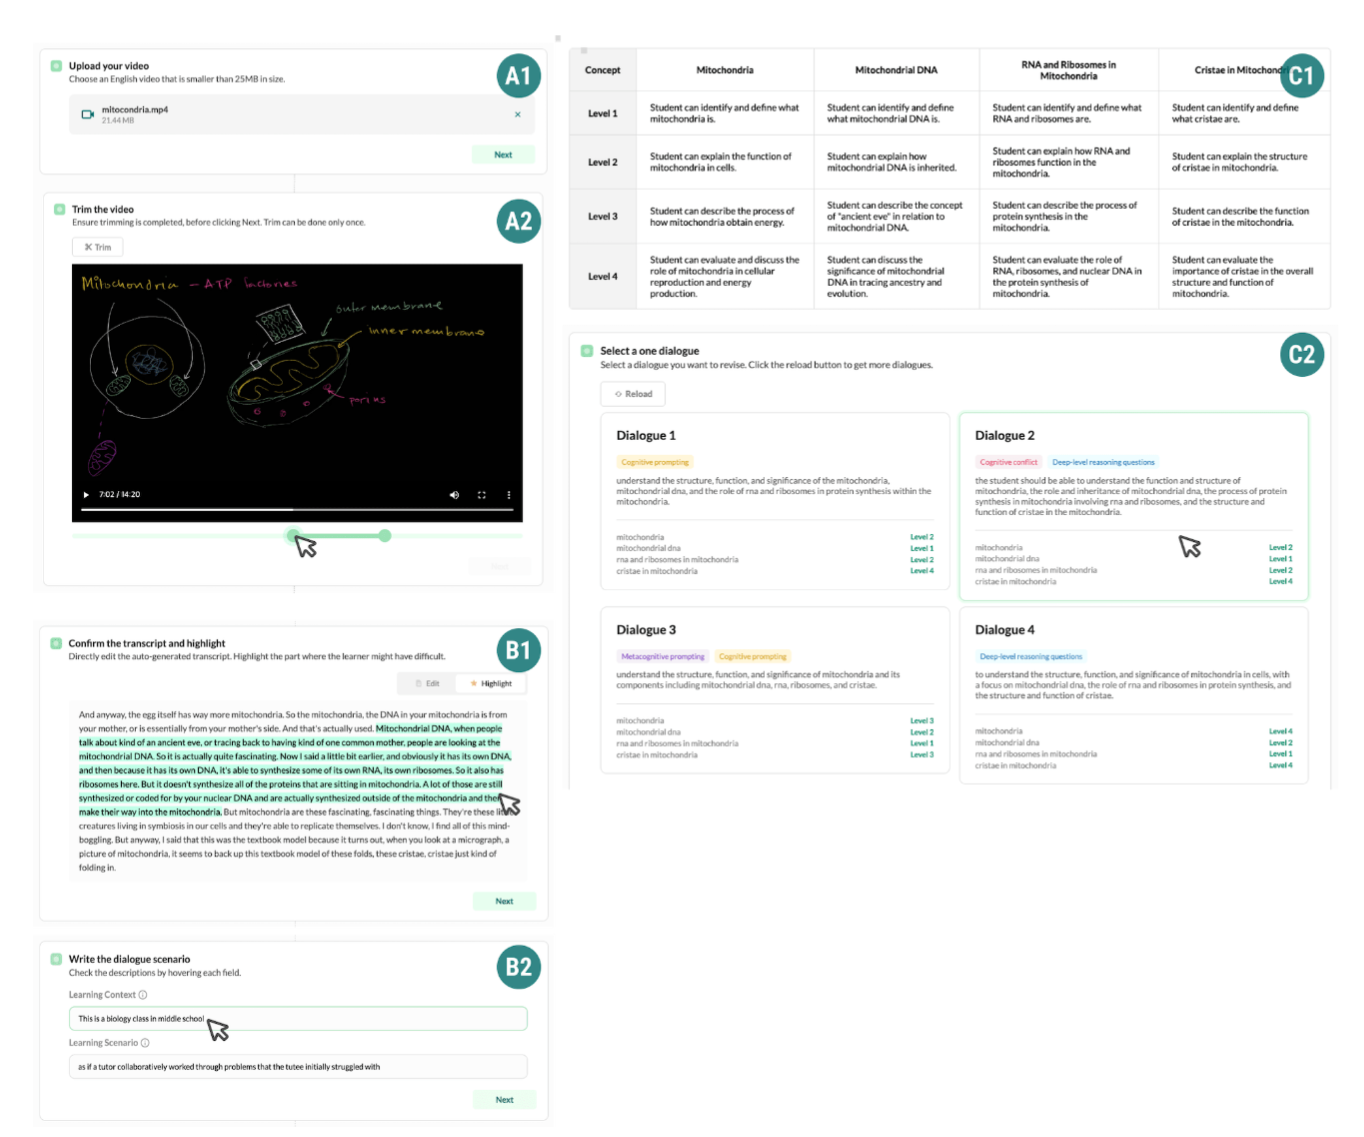 Upload your video
Choose an English video that is smaller than 25MB in size.
A1
mitocondria.mp4
21.44 MB
×
Next
Trim the video
Ensure trimming is completed, before clicking Next. Trim can be done only once.
A2
Trim
Mitochondria - ATP factories
outer membrane
inner membrane
porins
7:02 / 14:20
Confirm the transcript and highlight
Directly edit the auto-generated transcript. Highlight the part where the learner might have difficult.
B1
Edit
Highlight
And anyway, the egg itself has way more mitochondria. So the mitochondria, the DNA in your mitochondria is from
your mother, or is essentially from your mother's side. And that's actually used. Mitochondrial DNA, when people
talk about kind of an ancient eve, or tracing back to having kind of one common mother, people are looking at the
mitochondrial DNA. So it is actually quite fascinating. Now I said a little bit earlier, and obviously it has its own DNA,
and then because it has its own DNA, it's able to synthesize some of its own RNA, its own ribosomes. So it also has
ribosomes here. But it doesn't synthesize all of the proteins that are sitting in mitochondria. A lot of those are still
synthesized or coded for by your nuclear DNA and are actually synthesized outside of the mitochondria and then
make their way into the mitochondria. But mitochondria are these fascinating, fascinating things. They're these
creatures living in symbiosis in our cells and they're able to replicate themselves. I don't know, I find all of this mind-
boggling. But anyway, I said that this was the textbook model because it turns out, when you look at a micrograph, a
picture of mitochondria, it seems to back up this textbook model of these folds, these cristae, cristae just kind of
folding in.
Next
Write the dialogue scenario
Check the descriptions by hovering each field.
B2
Learning Context
This is a biology class in middle school
Learning Scenario
as if a tutor collaboratively worked through problems that the tutee initially struggled with
Next
C1
Concept
Mitochondria
Mitochondrial DNA
RNA and Ribosomes in
Mitochondria
Cristae in
Level 1
Student can identify and define what
mitochondria is.
Student can identify and define
what mitochondrial DNA is.
Student can identify and define what
RNA and ribosomes are.
Student can identify and define
what cristae are.
Level 2
Student can explain the function of
mitochondria in cells.
Student can explain how
mitochondrial DNA is inherited.
Student can explain how RNA and
ribosomes function in the
mitochondria.
Student can explain the structure
of cristae in mitochondria.
Level 3
Student can describe the process of
how mitochondria obtain energy.
Student can describe the concept
of "ancient eve" in relation to
mitochondrial DNA.
Student can describe the process of
protein synthesis in the
mitochondria.
Student can describe the function
of cristae in mitochondria.
Level 4
Student can evaluate and discuss the
role of mitochondria in cellular
reproduction and energy
production.
Student can discuss the
significance of mitochondrial
DNA in tracing ancestry and
evolution.
Student can evaluate the role of
RNA, ribosomes, and nuclear DNA in
the protein synthesis of
mitochondria.
Student can evaluate the
importance of cristae in the overall
structure and function of
mitochondria.
Select a one dialogue
Select a dialogue you want to revise. Click the reload button to get more dialogues.
C2
Reload
Dialogue 1
Cognitive prompting
understand the structure, function, and significance of the mitochondria,
mitochondrial dna, and the role of rna and ribosomes in protein synthesis within the
mitochondria.
mitochondria Level 2
mitochondrial dna Level 1
rna and ribosomes in mitochondria Level 2
cristae in mitochondria Level 4
Dialogue 2
Cognitive conflict Deep-level reasoning questions
the student should be able to understand the function and structure of
mitochondria, the role and inheritance of mitochondrial dna, the process of protein
synthesis in mitochondria involving rna and ribosomes, and the structure and
function of cristae in the mitochondria.
mitochondria Level 2
mitochondrial dna Level 1
rna and ribosomes in mitochondria Level 2
cristae in mitochondria Level 4
Dialogue 3
Metacognitive prompting Cognitive prompting
understand the structure, function, and significance of mitochondria and its
components including mitochondrial dna, rna, ribosomes, and cristae.
mitochondria Level 3
mitochondrial dna Level 2
rna and ribosomes in mitochondria Level 1
cristae in mitochondria Level 3
Dialogue 4
Deep-level reasoning questions
to understand the structure, function, and significance of mitochondria in cells, with
a focus on mitochondrial dna, the role of rna and ribosomes in protein synthesis, and
the structure and function of cristae.
mitochondria Level 4
mitochondrial dna Level 2
rna and ribosomes in mitochondria Level 1
cristae in mitochondria Level 4